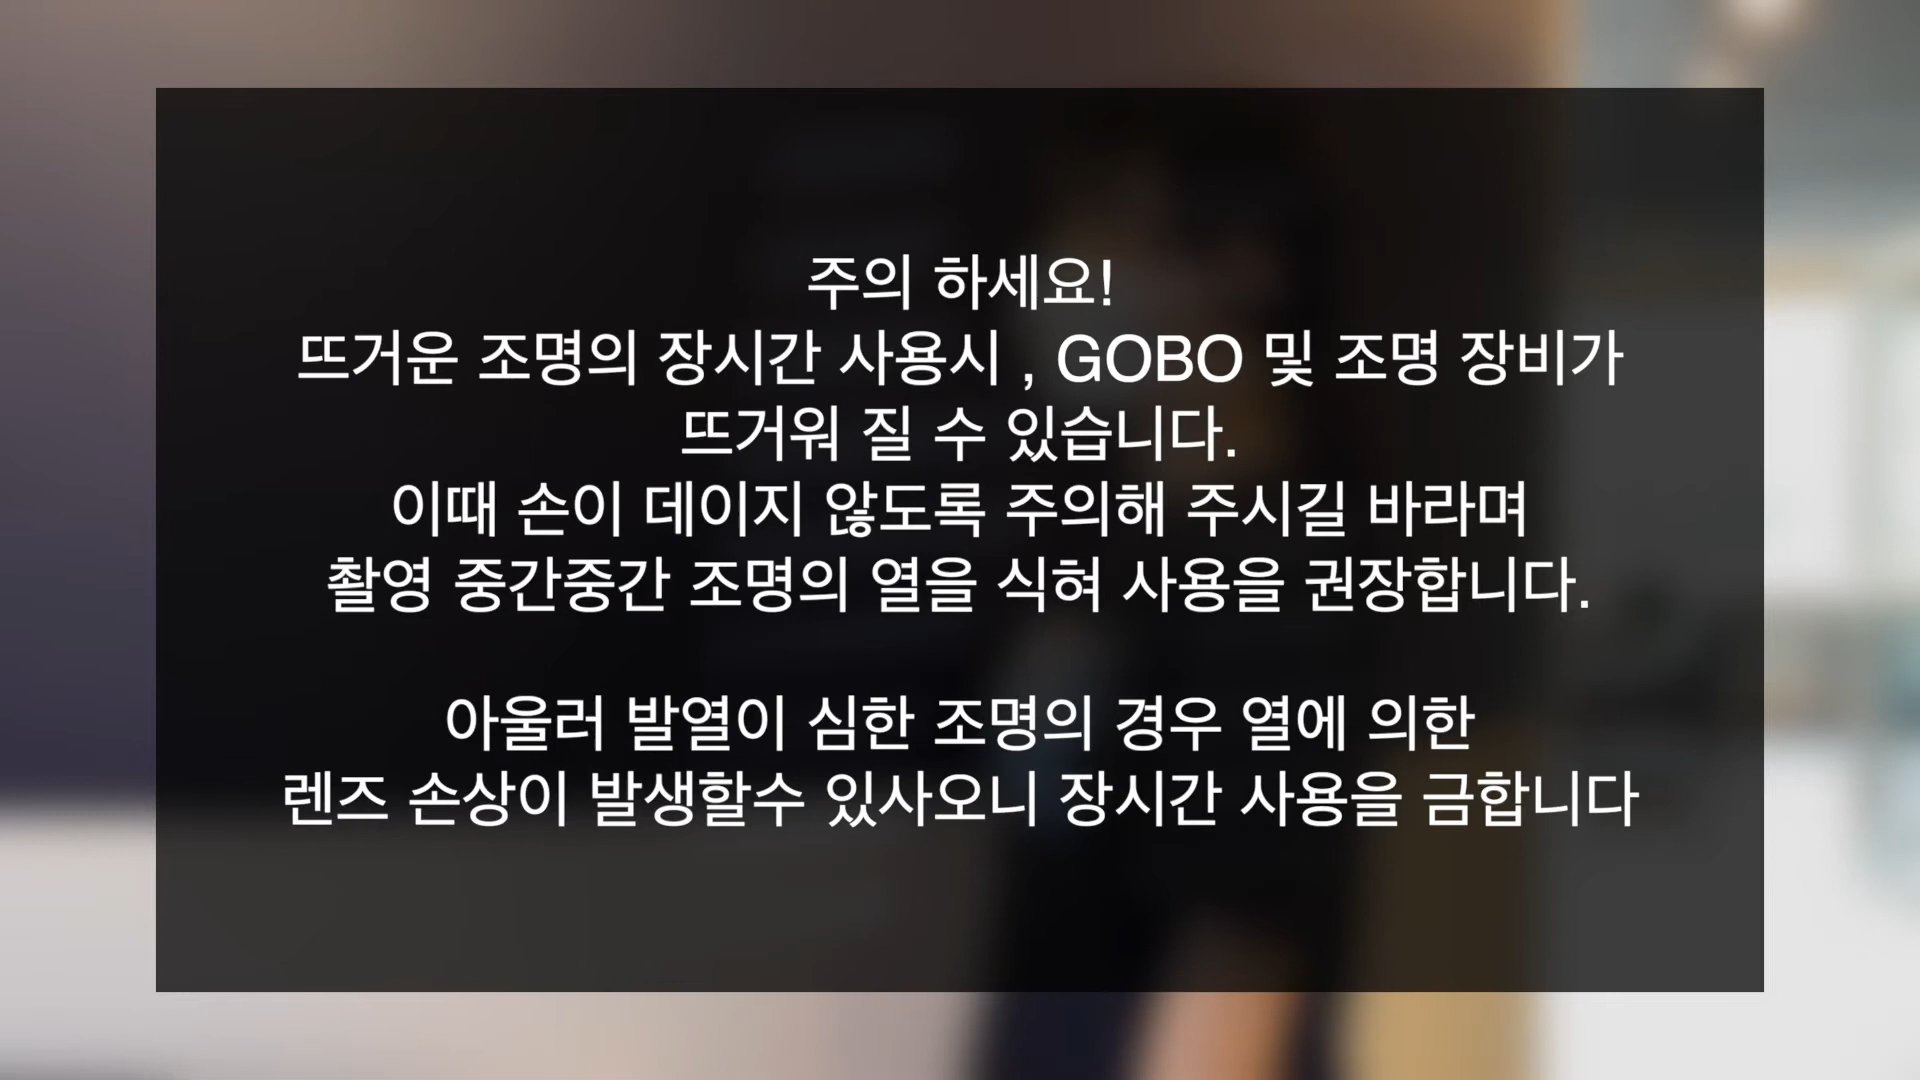 주의 하세요!
뜨거운 조명의 장시간 사용시 , GOBO 및 조명 장비가
뜨거워 질 수 있습니다.
이때 손이 데이지 않도록 주의해 주시길 바라며
촬영 중간중간 조명의 열을 식혀 사용을 권장합니다.
아울러 발열이 심한 조명의 경우 열에 의한
렌즈 손상이 발생할수 있사오니 장시간 사용을 금합니다